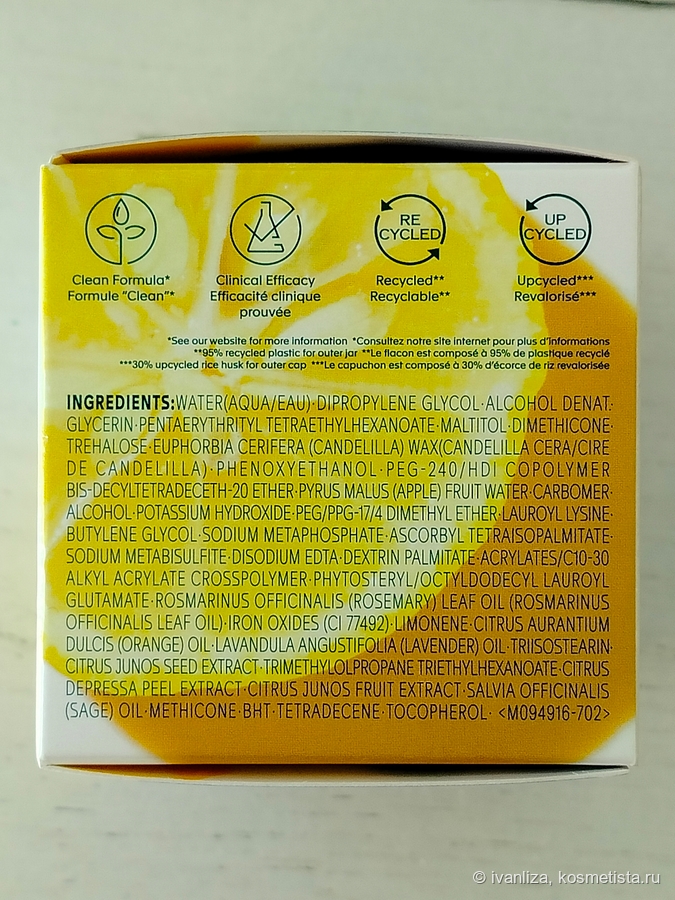 RE
CYCLED
UP
CYCLED
Clean Formula*
Formule "Clean"*
Clinical Efficacy
Efficacité clinique
prouvée
Recycled**
Recyclable**
Upcycled***
Revalorisé***
*See our website for more information *Consultez notre site internet pour plus d'informations
**95% recycled plastic for outer jar **Le flacon est composé à 95% de plastique recyclé
***30% upcycled rice husk for outer cap ***Le capuchon est composé à 30% d'écorce de riz revalorisée
INGREDIENTS:WATER(AQUA/EAU)·DIPROPYLENE GLYCOL·ALCOHOL DENAT.·
GLYCERIN·PENTAERYTHRITYL TETRAETHYLHEXANOATE·MALTITOL·DIMETHICONE·
TREHALOSE·EUPHORBIA CERIFERA (CANDELILLA) WAX(CANDELILLA CERA/CIRE
DE CANDELILLA)·PHENOXYETHANOL·PEG-240/HDI COPOLYMER
BIS-DECYLTETRADECETH-20 ETHER·PYRUS MALUS (APPLE) FRUIT WATER·CARBOMER·
ALCOHOL·POTASSIUM HYDROXIDE·PEG/PPG-17/4 DIMETHYL ETHER·LAUROYL LYSINE·
BUTYLENE GLYCOL·SODIUM METAPHOSPHATE·ASCORBYL TETRAISOPALMITATE·
SODIUM METABISULFITE·DISODIUM EDTA·DEXTRIN PALMITATE·ACRYLATES/C10-30
ALKYL ACRYLATE CROSSPOLYMER·PHYTOSTERYL/OCTYLDODECYL LAUROYL
GLUTAMATE·ROSMARINUS OFFICINALIS (ROSEMARY) LEAF OIL (ROSMARINUS
OFFICINALIS LEAF OIL)·IRON OXIDES (CI 77492)·LIMONENE·CITRUS AURANTIUM
DULCIS (ORANGE) OIL·LAVANDULA ANGUSTIFOLIA (LAVENDER) OIL·TRIISOSTEARIN·
CITRUS JUNOS SEED EXTRACT·TRIMETHYLOLPROPANE TRIETHYLHEXANOATE·CITRUS
DEPRESSA PEEL EXTRACT·CITRUS JUNOS FRUIT EXTRACT·SALVIA OFFICINALIS
(SAGE) OIL·METHICONE·BHT·TETRADECENE·TOCOPHEROL· <M094916-702>
© ivanliza, kosmetista.ru